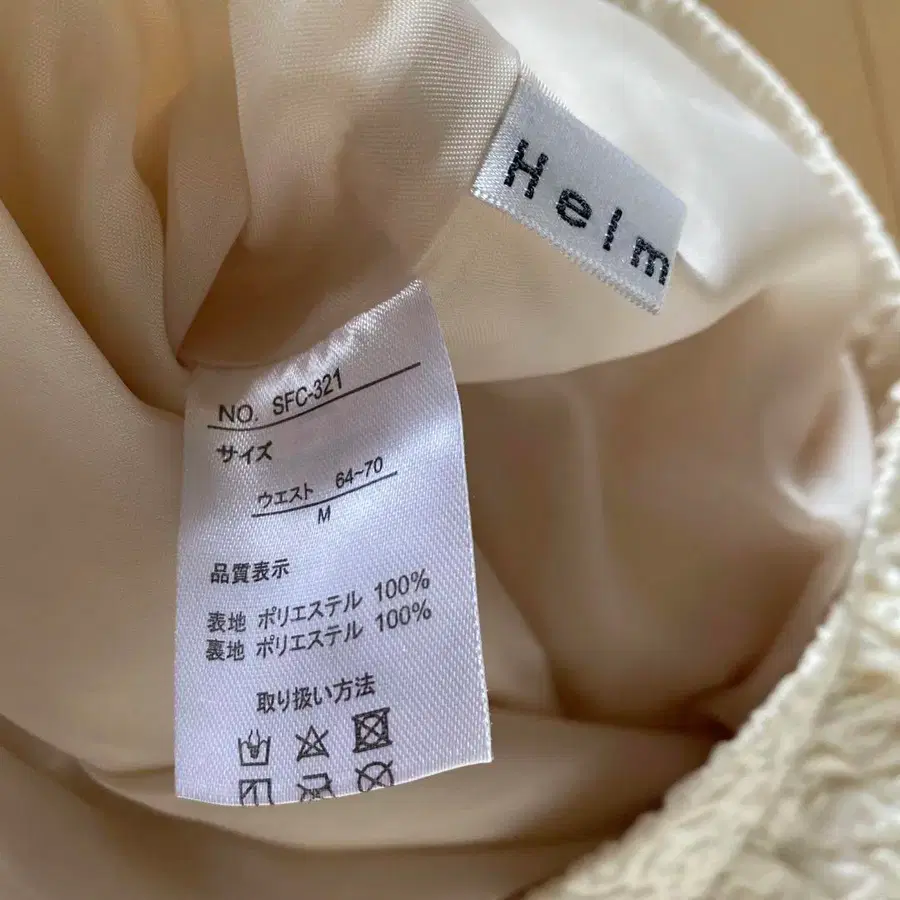 Helm
NO. SFC-321
サイズ
ウエスト 64~70
M
品質表示
表地 ポリエステル 100%
裏地 ポリエステル 100%
取り扱い方法